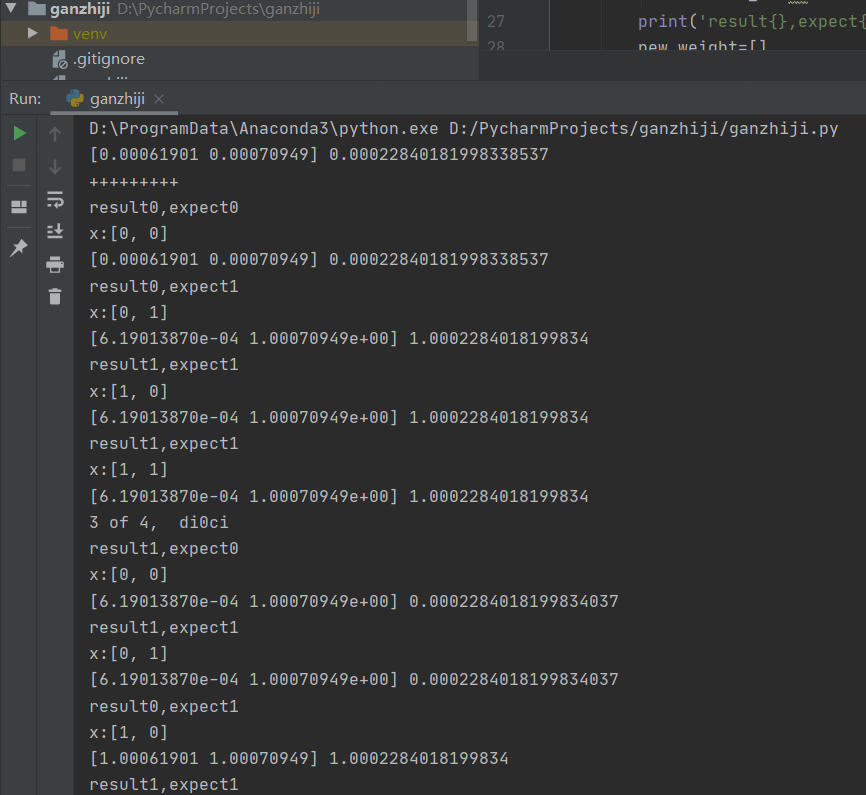 ganzhiji D:\PycharmProjects\ganzhiji
venv
.gitignore
27
print('result{},expect{
28
new_weight=[]
Run: ganzhiji
D:\ProgramData\Anaconda3\python.exe D:/PycharmProjects/ganzhiji/ganzhiji.py
[0.00061901 0.00070949] 0.00022840181998338537
+++++++++
result0,expect0
x:[0, 0]
[0.00061901 0.00070949] 0.00022840181998338537
result0,expect1
x:[0, 1]
[6.19013870e-04 1.00070949e+00] 1.0002284018199834
result1,expect1
x:[1, 0]
[6.19013870e-04 1.00070949e+00] 1.0002284018199834
result1,expect1
x:[1, 1]
[6.19013870e-04 1.00070949e+00] 1.0002284018199834
3 of 4,  di0ci
result1,expect0
x:[0, 0]
[6.19013870e-04 1.00070949e+00] 0.0002284018199834037
result1,expect1
x:[0, 1]
[6.19013870e-04 1.00070949e+00] 0.0002284018199834037
result0,expect1
x:[1, 0]
[1.00061901 1.00070949] 1.0002284018199834
result1,expect1